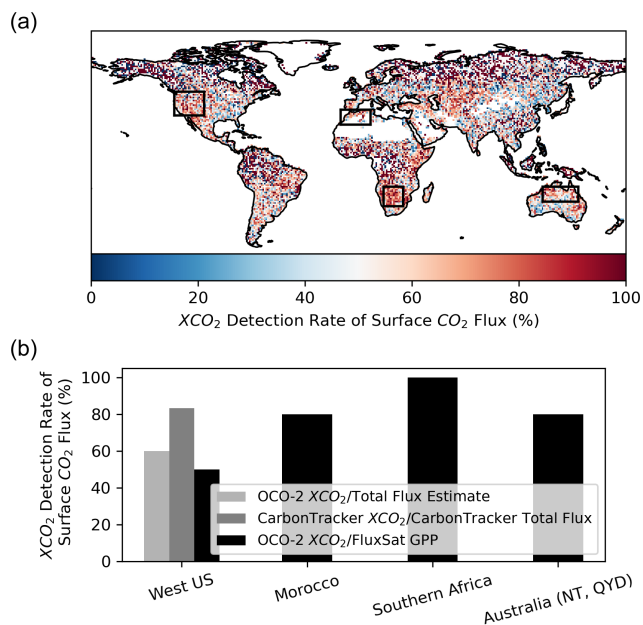 (a)
0 20 40 60 80 100
XCO₂ Detection Rate of Surface CO₂ Flux (%)
(b)
XCO₂ Detection Rate of
Surface CO₂ Flux (%)
100
80
60
40
20
0
OCO-2 XCO₂/Total Flux Estimate
CarbonTracker XCO₂/CarbonTracker Total Flux
OCO-2 XCO₂/FluxSat GPP
West US Morocco Southern Africa Australia (NT, QYD)